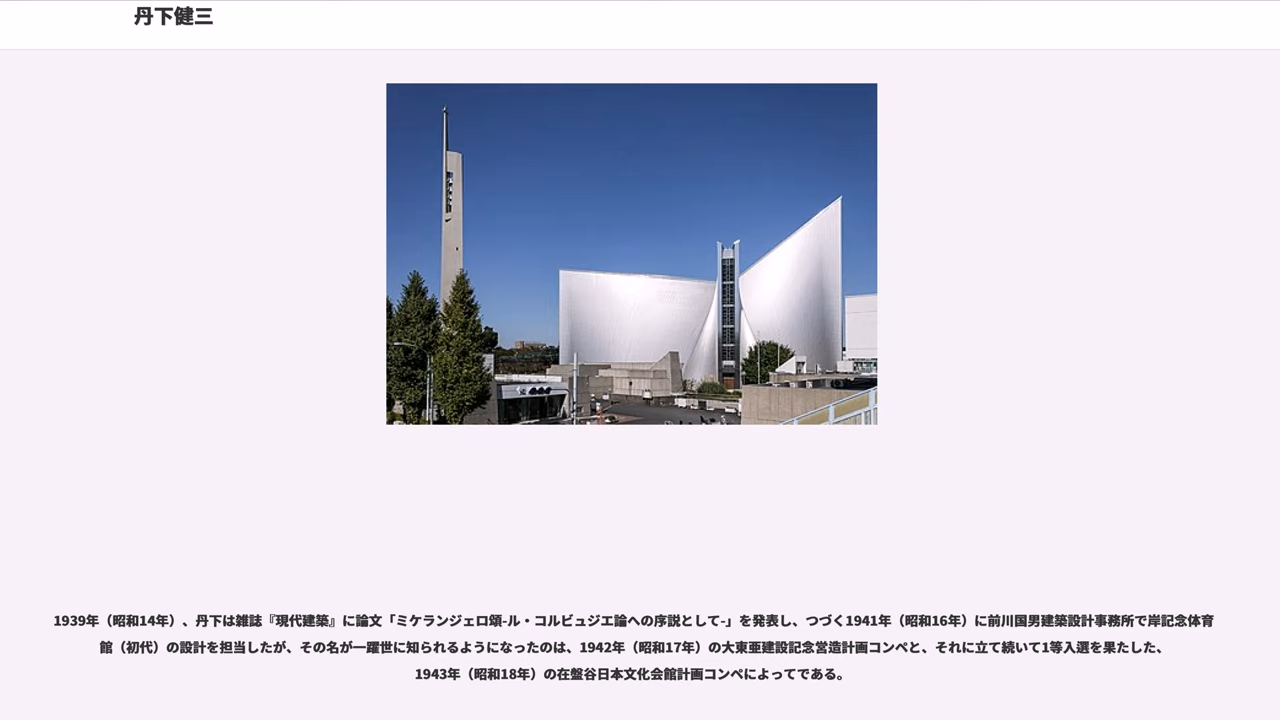 丹下健三
1939年（昭和14年）、丹下は雑誌『現代建築』に論文「ミケランジェロ頌-ル・コルビュジエ論への序説として-」を発表し、つづく1941年（昭和16年）に前川国男建築設計事務所で岸記念体育
館（初代）の設計を担当したが、その名が一躍世に知られるようになったのは、1942年（昭和17年）の大東亜建設記念営造計画コンペと、それに立て続いて1等入選を果たした、
1943年（昭和18年）の在盤谷日本文化会館計画コンペによってである。